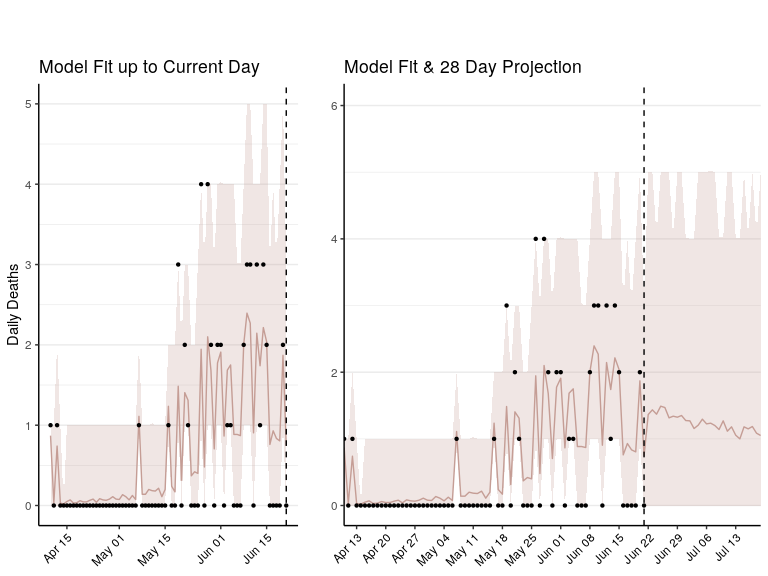 Model Fit up to Current Day
Daily Deaths
5
4
3
2
1
0
Apr 15
May 01
May 15
Jun 01
Jun 15
Model Fit & 28 Day Projection
6
4
2
0
Apr 13
Apr 20
Apr 27
May 04
May 11
May 18
May 25
Jun 01
Jun 08
Jun 15
Jun 22
Jun 29
Jul 06
Jul 13